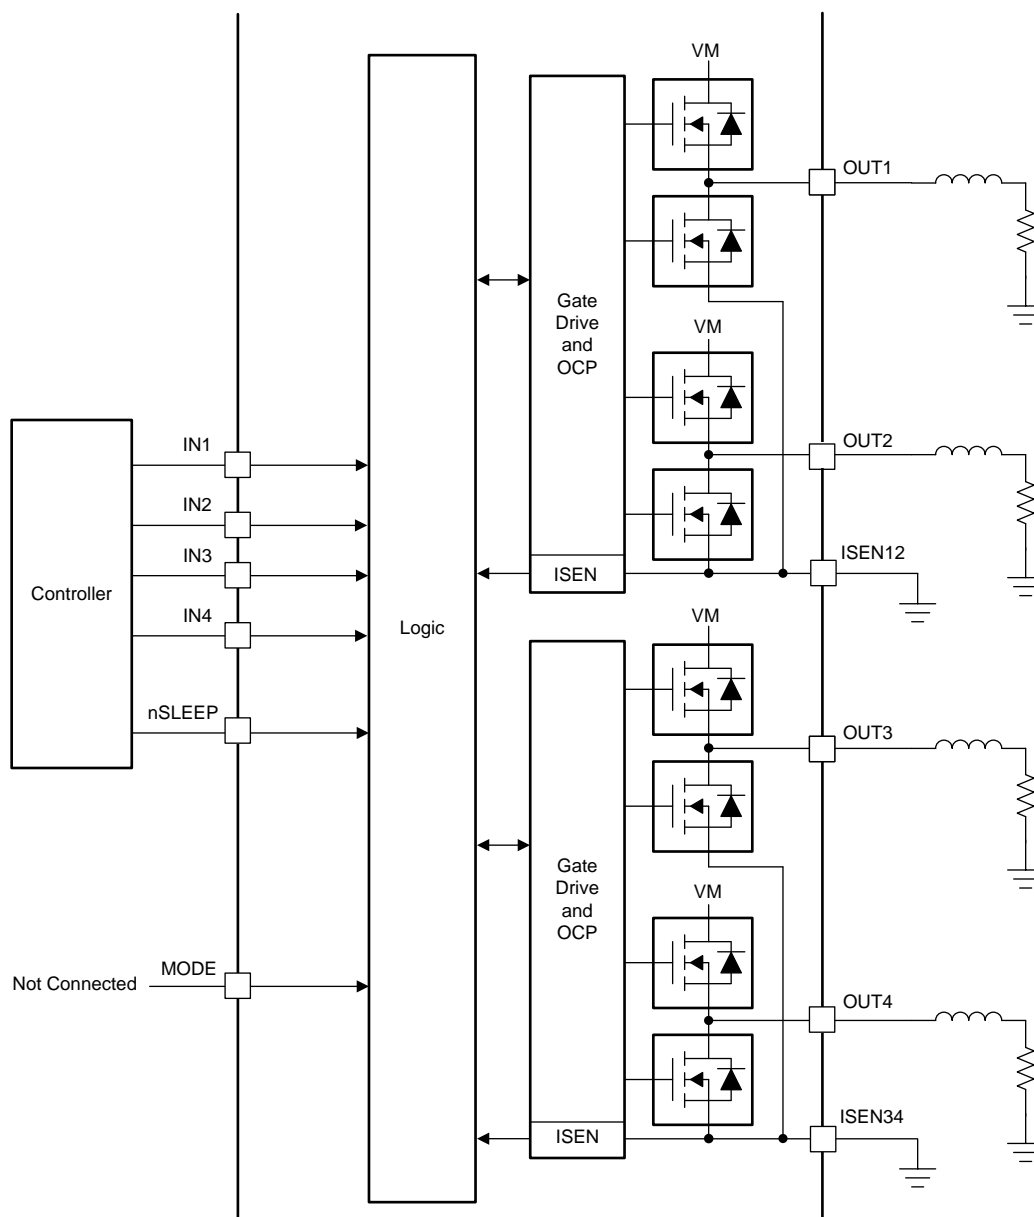 VM
OUT1
Gate
Drive
and
OCP
VM
OUT2
IN1
IN2
IN3
IN4
nSLEEP
Controller
Logic
ISEN
ISEN12
VM
OUT3
Gate
Drive
and
OCP
VM
Not Connected
MODE
OUT4
ISEN
ISEN34